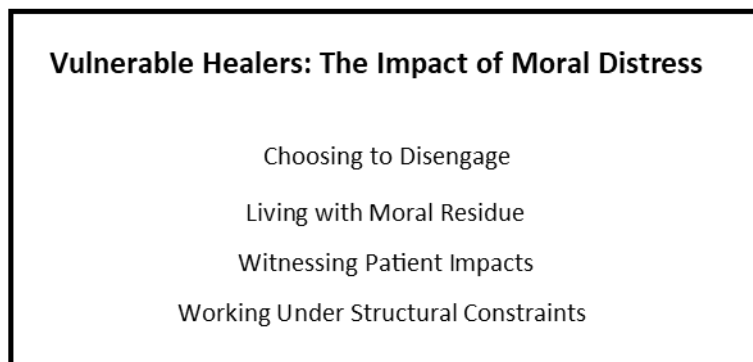 Vulnerable Healers: The Impact of Moral Distress
Choosing to Disengage
Living with Moral Residue
Witnessing Patient Impacts
Working Under Structural Constraints